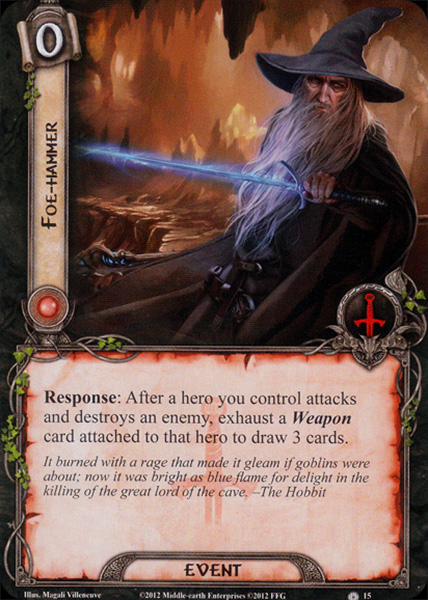 0
FOE-HAMMER
Response: After a hero you control attacks
and destroys an enemy, exhaust a Weapon
card attached to that hero to draw 3 cards.
It burned with a rage that made it gleam if goblins were
about; now it was bright as blue flame for delight in the
killing of the great lord of the cave. –The Hobbit
EVENT
Illus. Magali Villeneuve ©2012 Middle-earth Enterprises ©2012 FFG 15